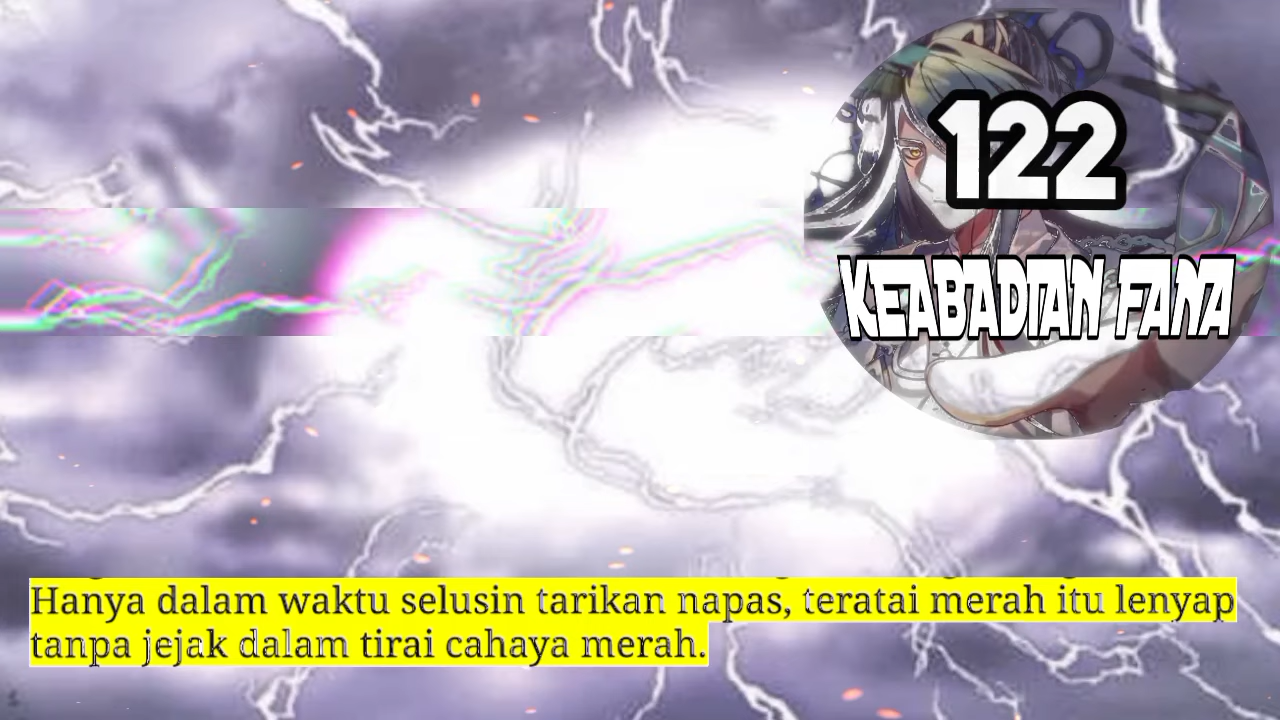 122
KEABADIAN FANA
Hanya dalam waktu selusin tarikan napas, teratai merah itu lenyap
tanpa jejak dalam tirai cahaya merah.